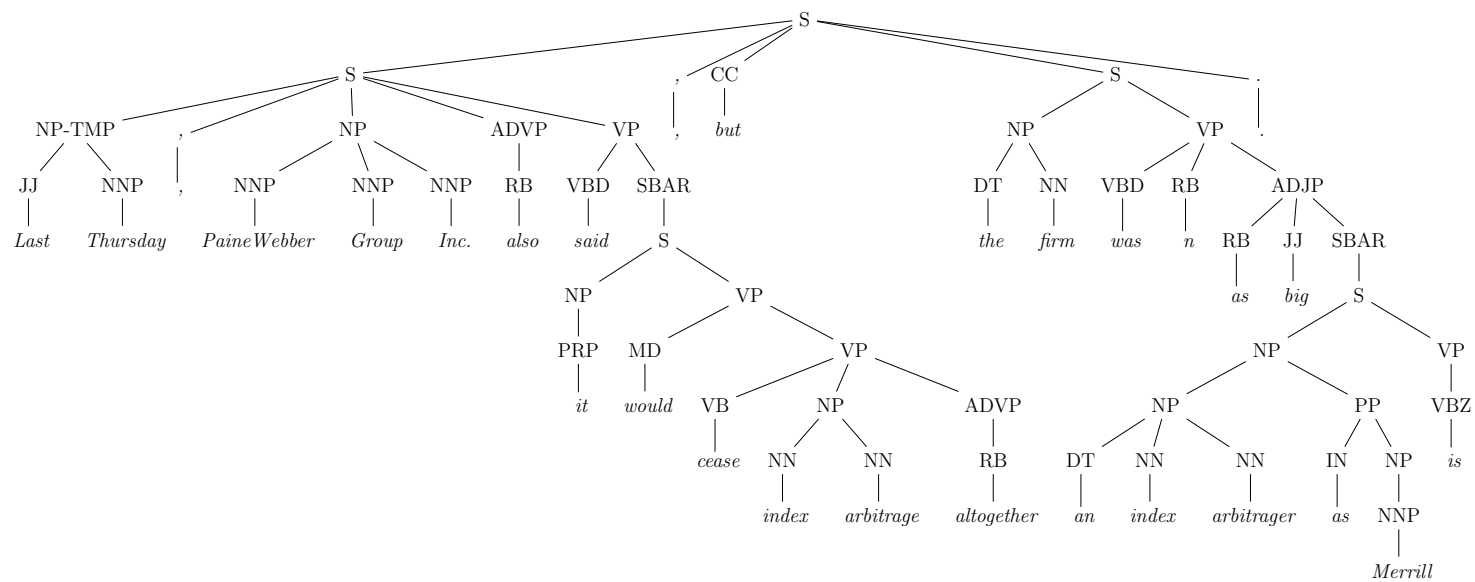 S
S , CC S .
NP-TMP , NP ADVP VP , but NP VP .
JJ NNP , NNP NNP NNP RB VBD SBAR DT NN VBD RB ADJP
Last Thursday PaineWebber Group Inc. also said S the firm was n RB JJ SBAR
NP VP as big S
PRP MD VP NP VP
it would VB NP ADVP NP PP VBZ
cease NN NN RB DT NN NN IN NP is
index arbitrage altogether an index arbitrager as NNP
Merrill